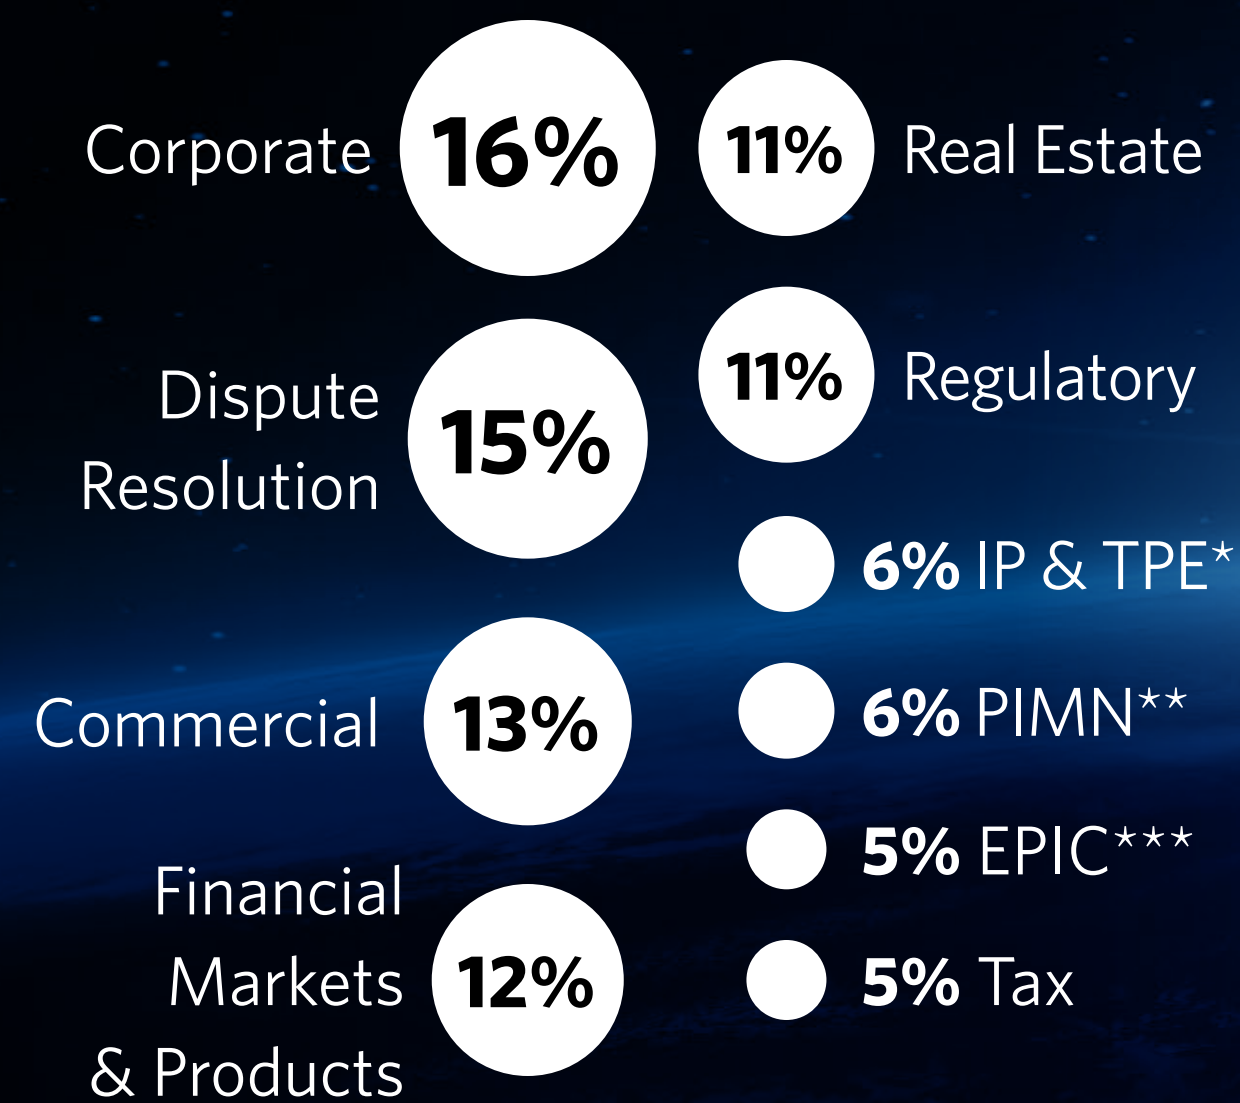 Corporate 16%
Dispute
Resolution
15%
Commercial 13%
Financial
Markets
& Products
12%
11% Real Estate
11% Regulatory
6% IP & TPE*
6% PIMN**
5% EPIC***
5% Tax